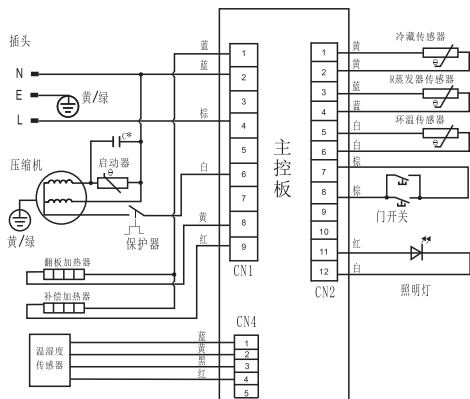 插头
N
E
L
黄/绿
蓝
蓝
棕
C*
压缩机
启动器
θ
白
黄
红
黄/绿
保护器
翻板加热器
补偿加热器
1
2
3
4
5
6
7
8
9
CN1
主控板
1
2
3
4
5
6
7
8
9
10
11
12
CN2
黄
冷藏传感器
θ
黄
蓝
R蒸发器传感器
θ
蓝
白
环温传感器
θ
白
棕
棕
门开关
红
白
照明灯
温湿度
传感器
蓝
黄
黑
红
CN4
1
2
3
4
5